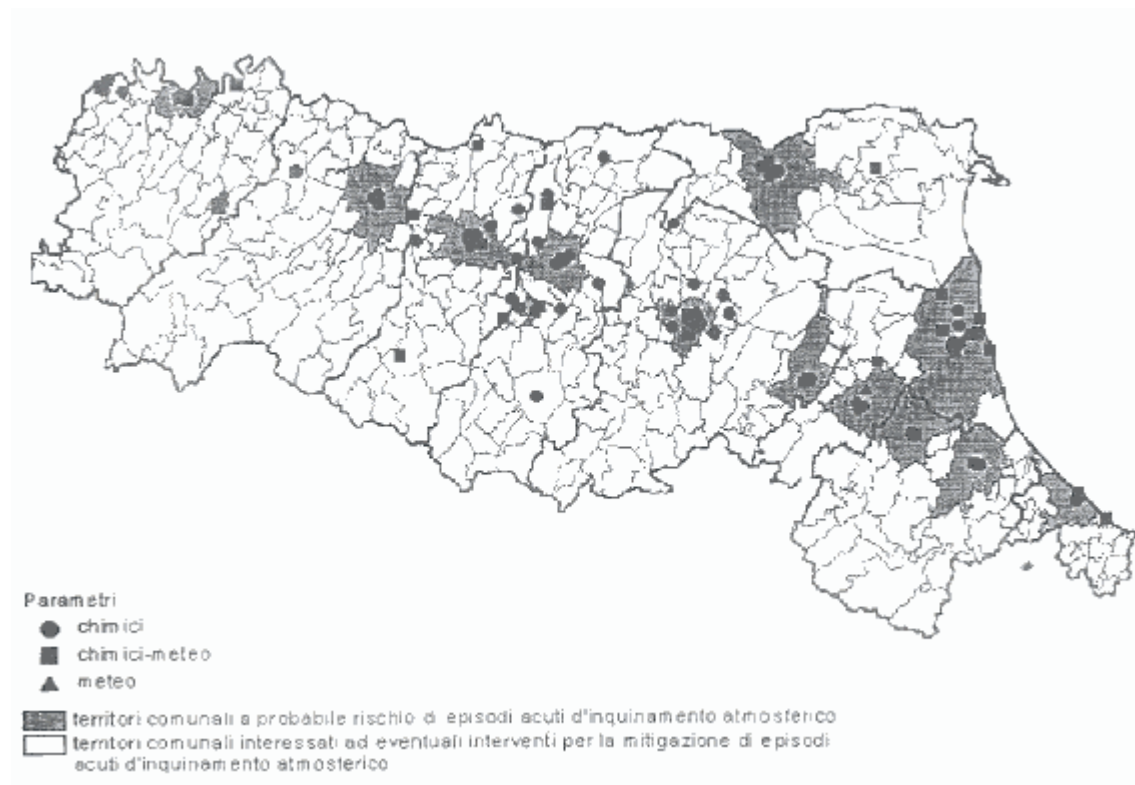 Parametri
chimici
chimici-meteo
meteo
territori comunali a probabile rischio di episodi acuti d'inquinamento atmosferico
territori comunali interessati ad eventuali interventi per la mitigazione di episodi
acuti d'inquinamento atmosferico